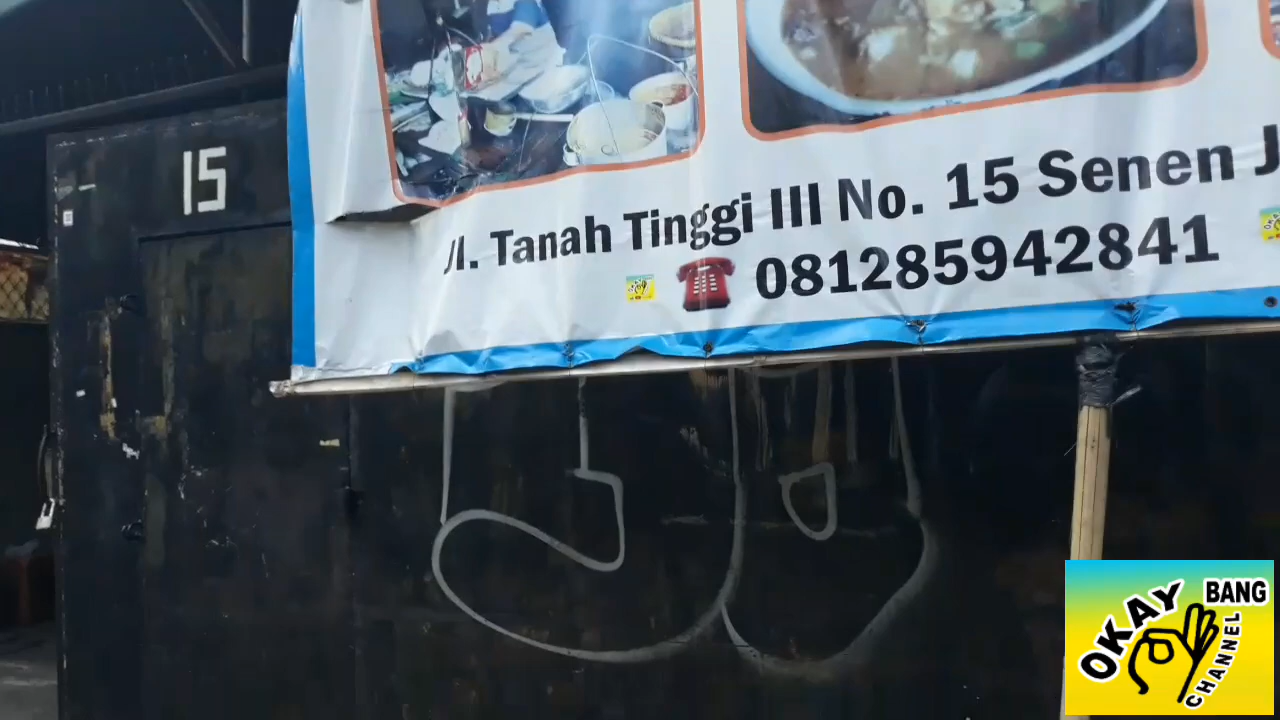 15
Jl. Tanah Tinggi III No. 15 Senen J
081285942841
OKAY
BANG
CHANNEL